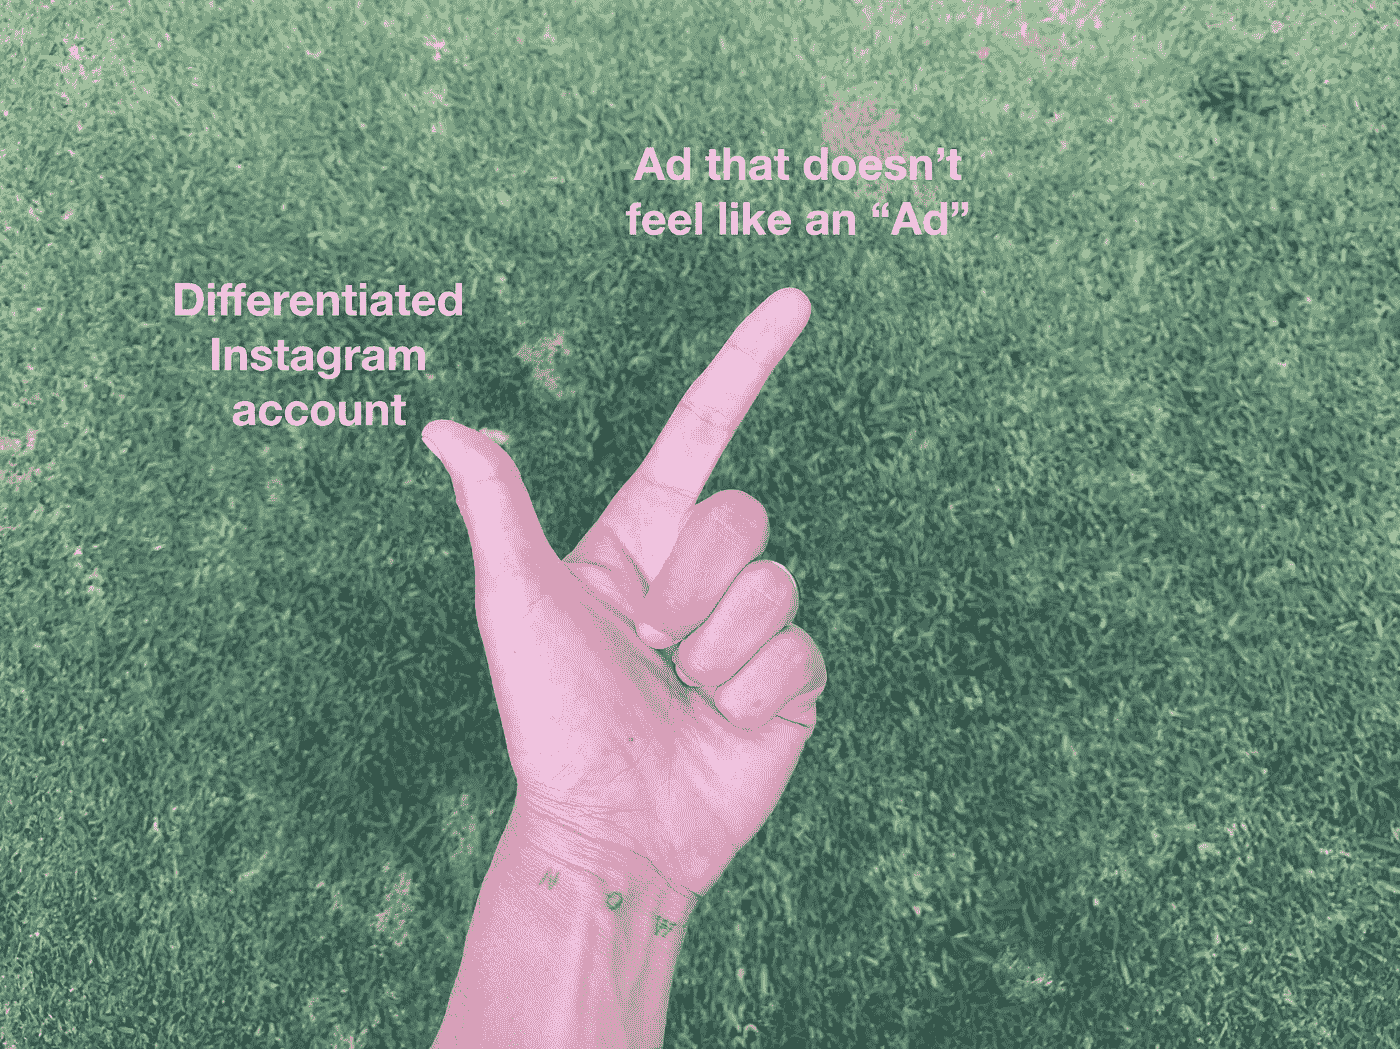 Ad that doesn’t
feel like an “Ad”
Differentiated
Instagram
account
N O W